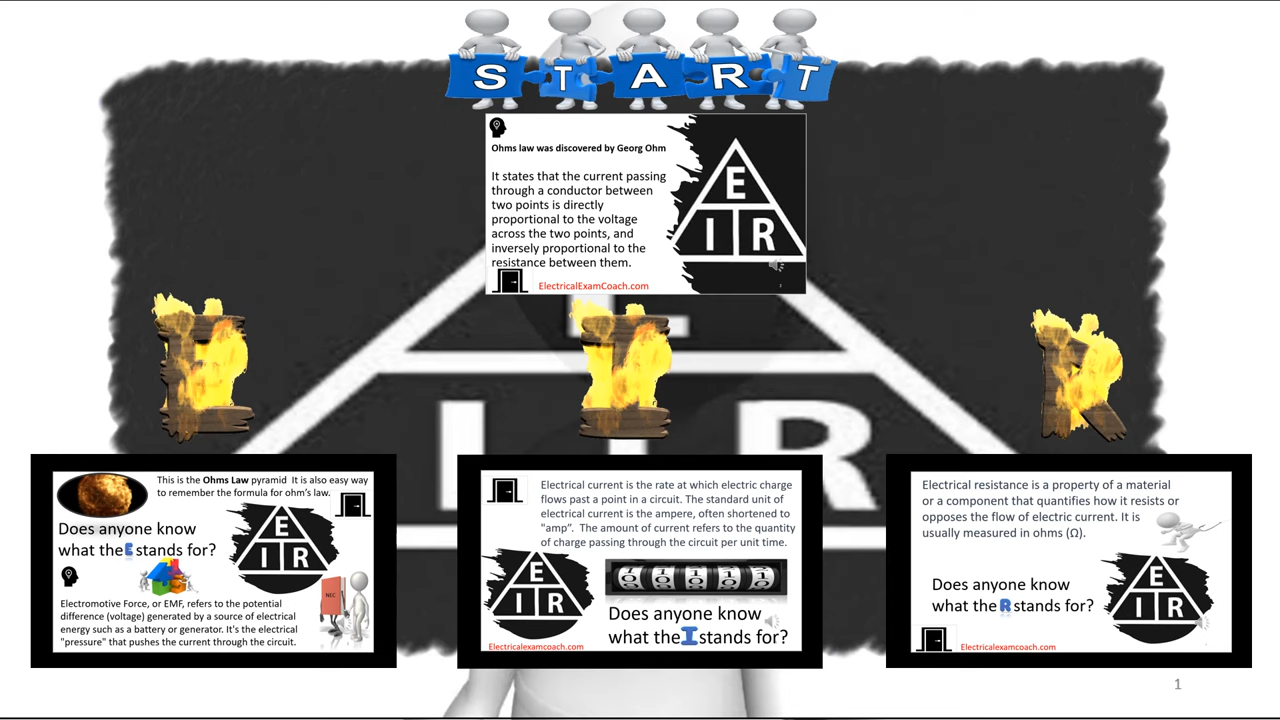 START
Ohms law was discovered by Georg Ohm
It states that the current passing
through a conductor between
two points is directly
proportional to the voltage
across the two points, and
inversely proportional to the
resistance between them.
ElectricalExamCoach.com
E
I R
E
I R
E
I
R
This is the Ohms Law pyramid It is also easy way
to remember the formula for ohm's law.
Does anyone know
what the E stands for?
E
I R
NEC
Electromotive Force, or EMF, refers to the potential
difference (voltage) generated by a source of electrical
energy such as a battery or generator. It's the electrical
"pressure" that pushes the current through the circuit.
Electrical current is the rate at which electric charge
flows past a point in a circuit. The standard unit of
electrical current is the ampere, often shortened to
"amp". The amount of current refers to the quantity
of charge passing through the circuit per unit time.
E
I R
Does anyone know
what the I stands for?
Electricalexamcoach.com
Electrical resistance is a property of a material
or a component that quantifies how it resists or
opposes the flow of electric current. It is
usually measured in ohms (Ω).
Does anyone know
what the R stands for?
E
I R
Electricalexamcoach.com
1